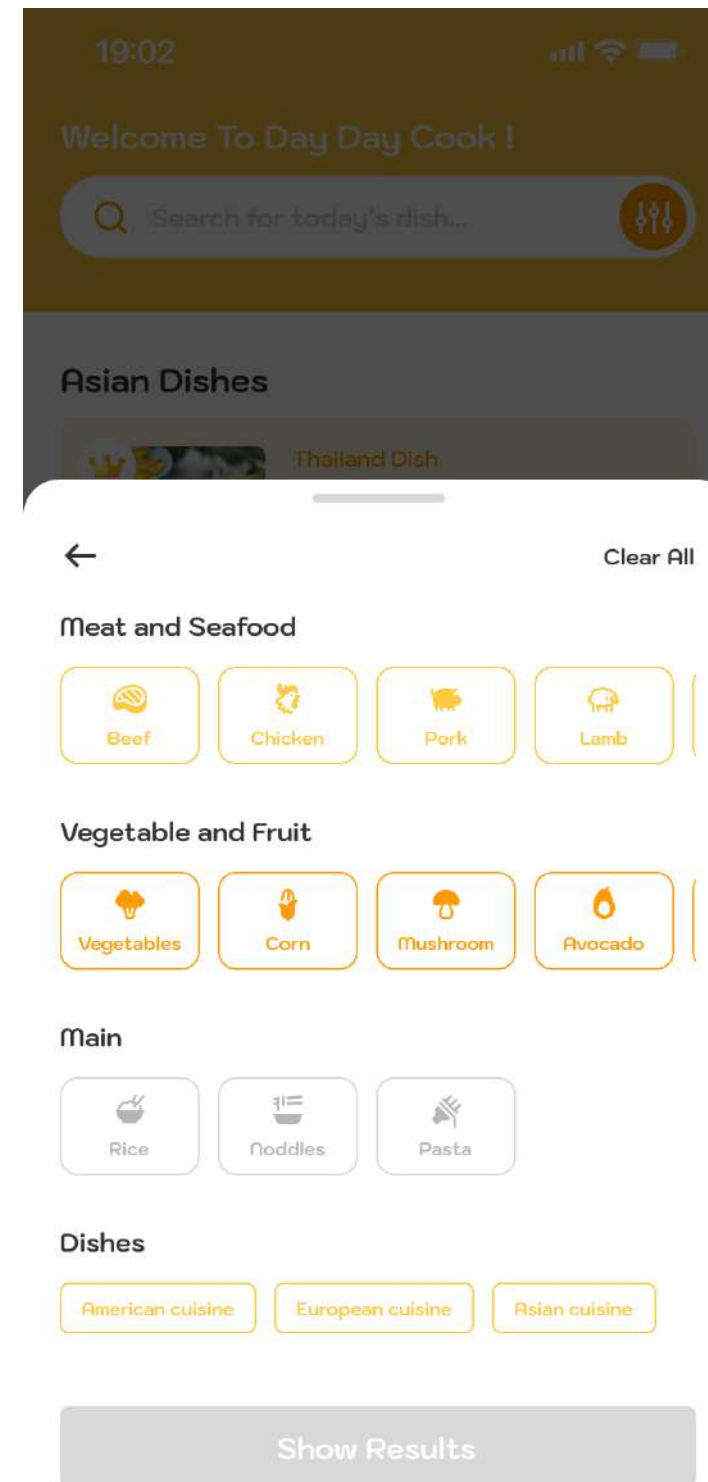 19:02
Welcome To Day Day Cook !
Search for today's dish...
Asian Dishes
Thailand Dish
Clear All
Meat and Seafood
Beef Chicken Pork Lamb
Vegetable and Fruit
Vegetables Corn Mushroom Avocado
Main
Rice Noddles Pasta
Dishes
American cuisine European cuisine Asian cuisine
Show Results